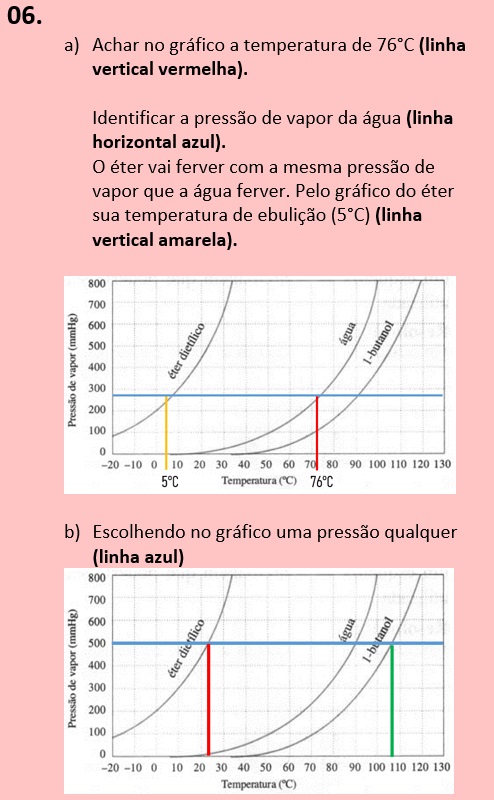 06.
a) Achar no gráfico a temperatura de 76°C (linha
vertical vermelha).
Identificar a pressão de vapor da água (linha
horizontal azul).
O éter vai ferver com a mesma pressão de
vapor que a água ferver. Pelo gráfico do éter
sua temperatura de ebulição (5°C) (linha
vertical amarela).
Pressão de vapor (mmHg)
800
700
600
500
400
300
200
100
0
éter dietílico
água
1-butanol
–20 –10 0 10 20 30 40 50 60 70 80 90 100 110 120 130
5°C
Temperatura (°C)
76°C
b) Escolhendo no gráfico uma pressão qualquer
(linha azul)
Pressão de vapor (mmHg)
800
700
600
500
400
300
200
100
0
éter dietílico
água
1-butanol
–20 –10 0 10 20 30 40 50 60 70 80 90 100 110 120 130
Temperatura (°C)